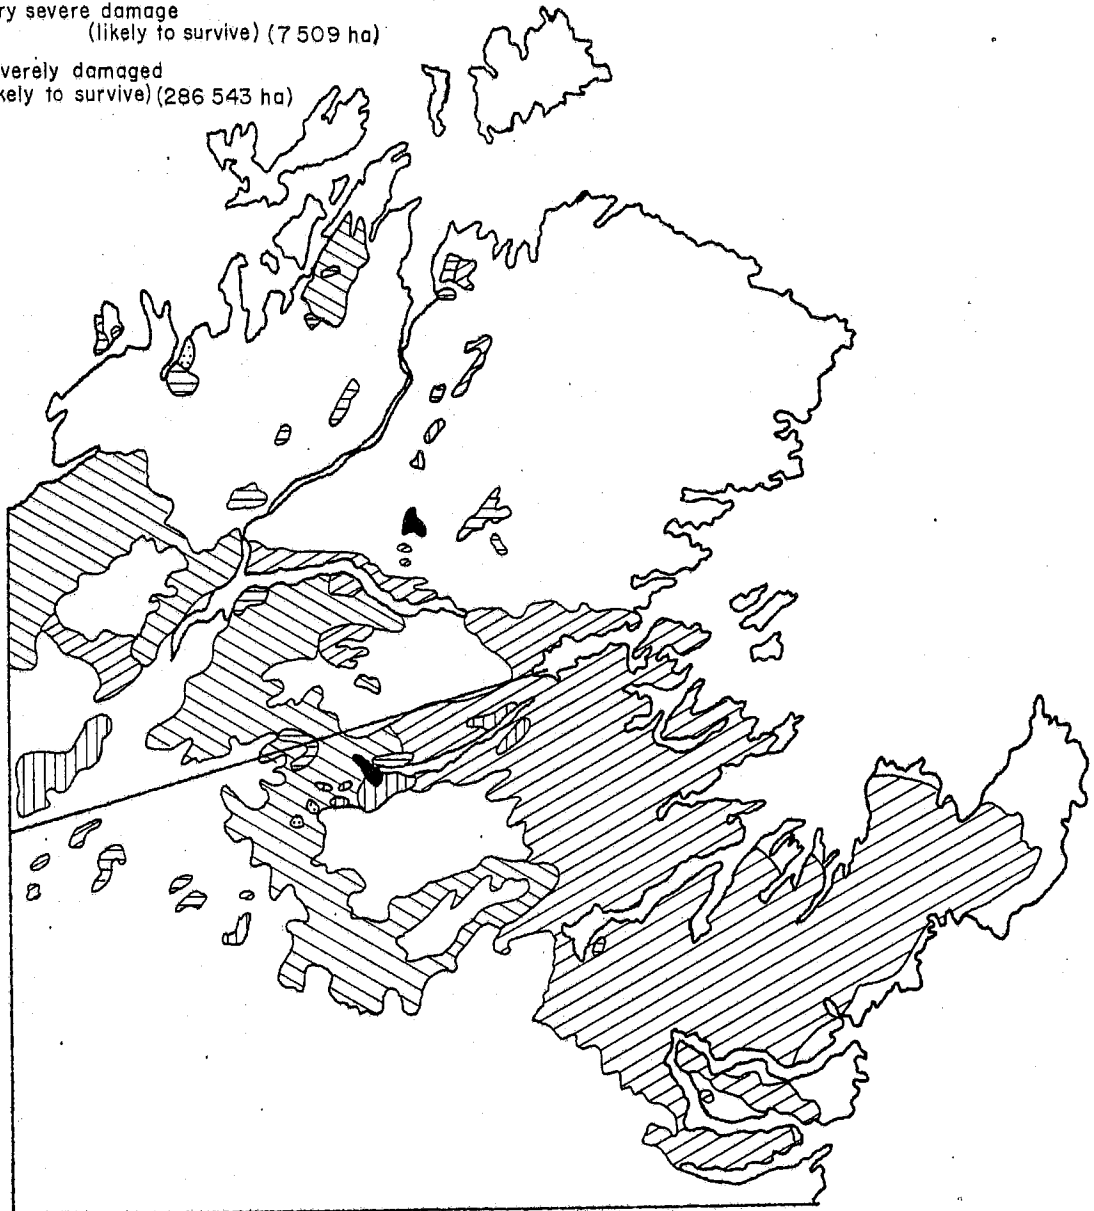 ry severe damage
(likely to survive) (7 509 ha)
verely damaged
kely to survive) (286 543 ha)